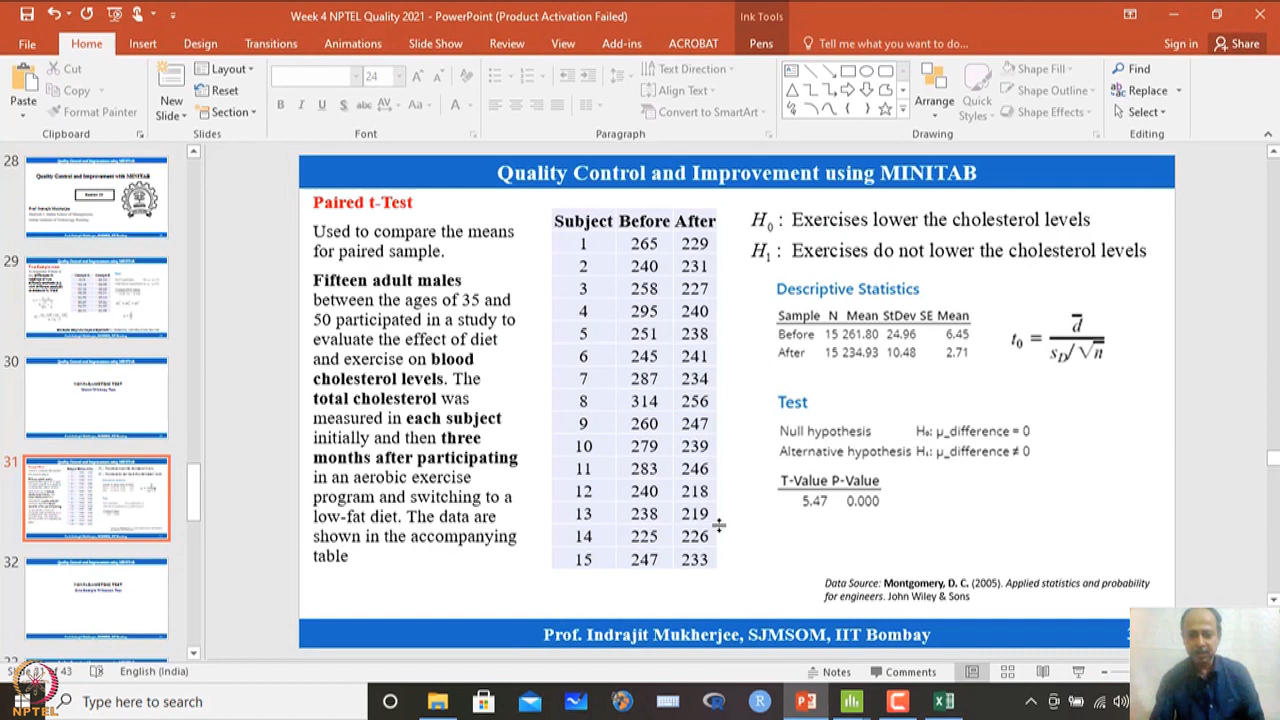 Week 4 NPTEL Quality 2021 - PowerPoint (Product Activation Failed)
Ink Tools
File Home Insert Design Transitions Animations Slide Show Review View Add-ins ACROBAT Pens Tell me what you want to do... Sign in Share
Cut
Copy
Format Painter
Paste
Clipboard
New Slide
Layout
Reset
Section
Slides
24
Font
Text Direction
Align Text
Convert to SmartArt
Paragraph
Arrange
Quick Styles
Shape Fill
Shape Outline
Shape Effects
Drawing
Find
Replace
Select
Editing
28
Quality Control and Improvement with MINITAB
29
30
31
32
Quality Control and Improvement using MINITAB
Paired t-Test
Used to compare the means
for paired sample.
Fifteen adult males
between the ages of 35 and
50 participated in a study to
evaluate the effect of diet
and exercise on blood
cholesterol levels. The
total cholesterol was
measured in each subject
initially and then three
months after participating
in an aerobic exercise
program and switching to a
low-fat diet. The data are
shown in the accompanying
table
Subject Before After
1 265 229
2 240 231
3 258 227
4 295 240
5 251 238
6 245 241
7 287 234
8 314 256
9 260 247
10 279 239
11 283 246
12 240 218
13 238 219
14 225 226
15 247 233
H₀ : Exercises lower the cholesterol levels
H₁ : Exercises do not lower the cholesterol levels
Descriptive Statistics
Sample N Mean StDev SE Mean
Before 15 261.80 24.96 6.45
After 15 234.93 10.48 2.71
t₀ = d̄ / (s_D/√n)
Test
Null hypothesis H₀: μ_difference = 0
Alternative hypothesis H₁: μ_difference ≠ 0
T-Value P-Value
5.47 0.000
Data Source: Montgomery, D. C. (2005). Applied statistics and probability
for engineers. John Wiley & Sons
Prof. Indrajit Mukherjee, SJMSOM, IIT Bombay
of 43 English (India) Notes Comments
NPTEL
Type here to search